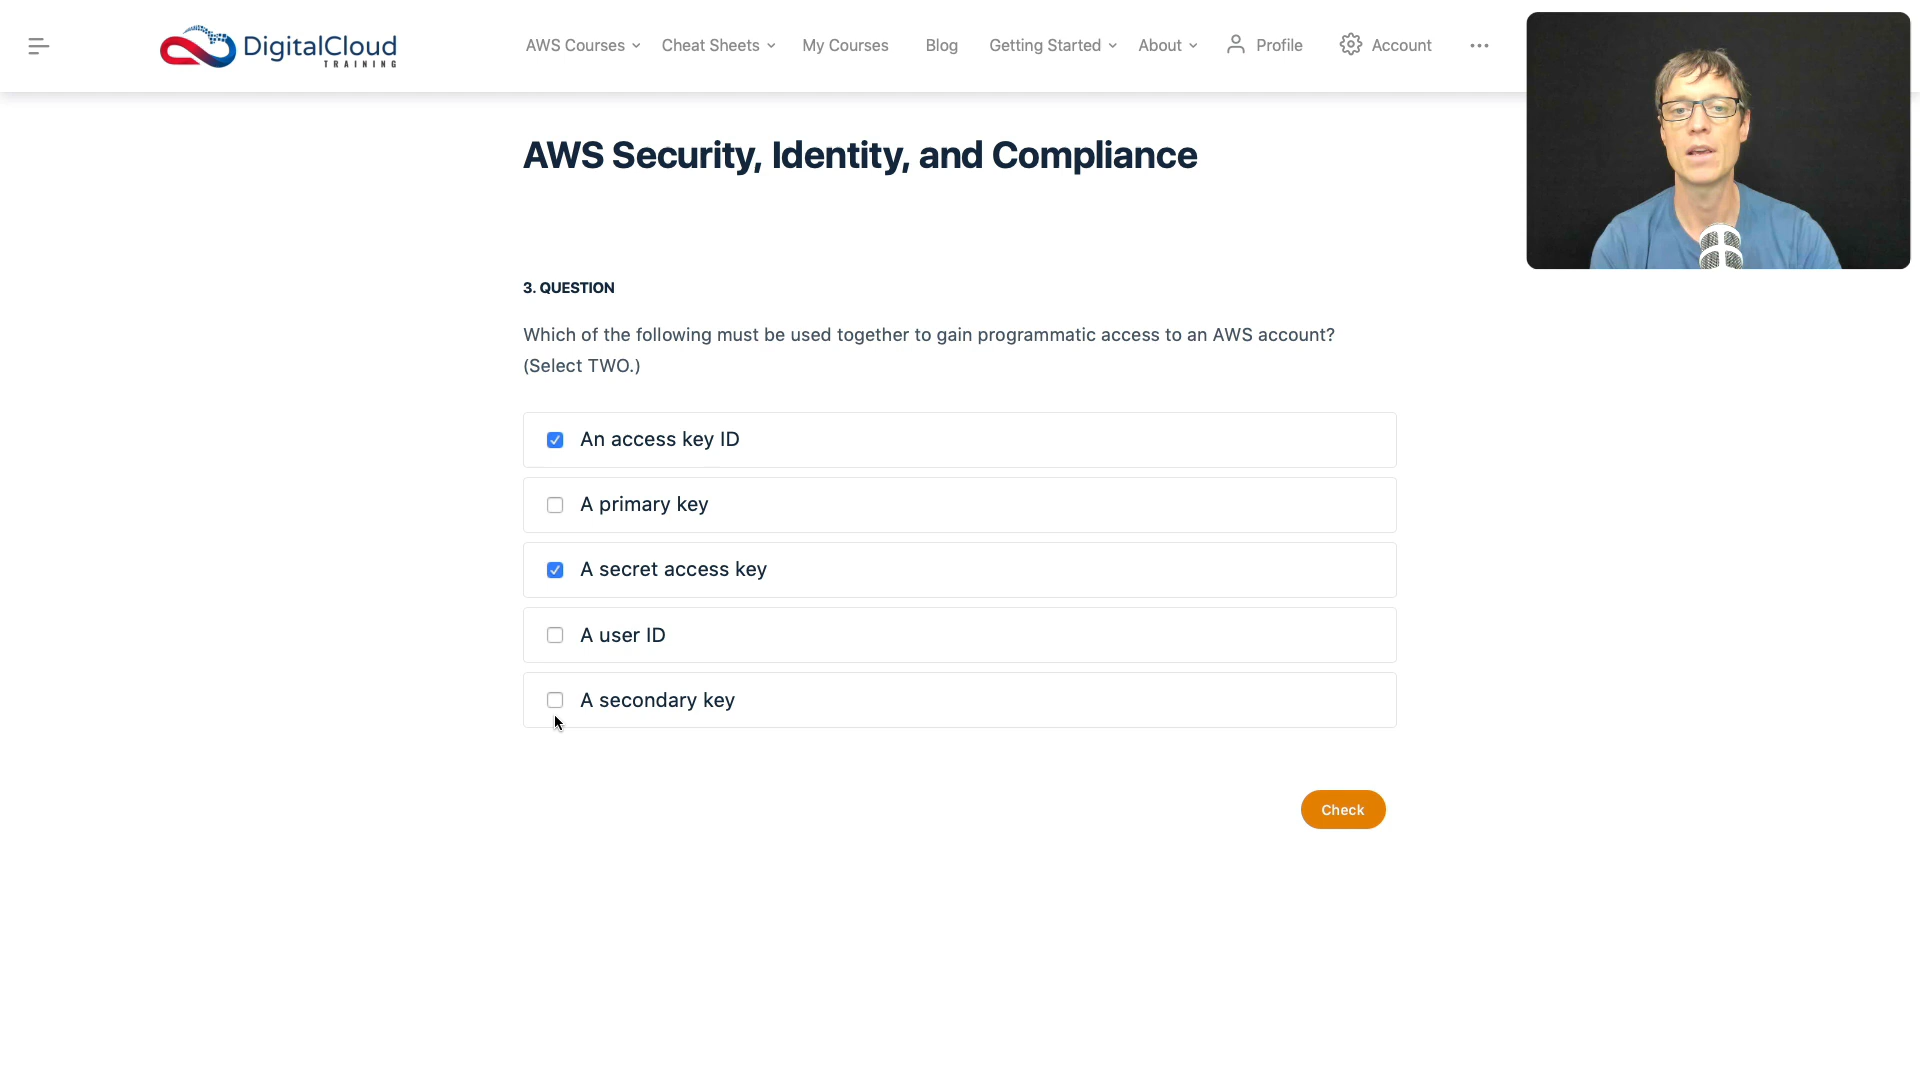 DigitalCloud
TRAINING
AWS Courses
Cheat Sheets
My Courses
Blog
Getting Started
About
Profile
Account
AWS Security, Identity, and Compliance
3. QUESTION
Which of the following must be used together to gain programmatic access to an AWS account?
(Select TWO.)
An access key ID
A primary key
A secret access key
A user ID
A secondary key
Check